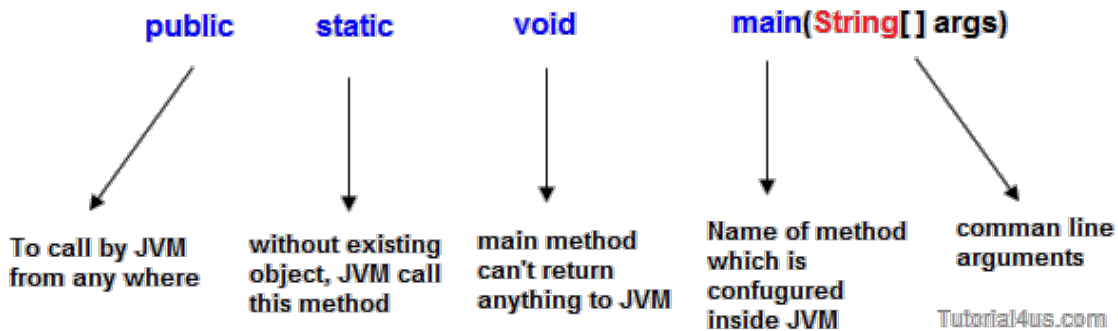 public static void main(String[] args)
To call by JVM
from any where
without existing
object, JVM call
this method
main method
can't return
anything to JVM
Name of method
which is
confugured
inside JVM
comman line
arguments
Tutorial4us.com